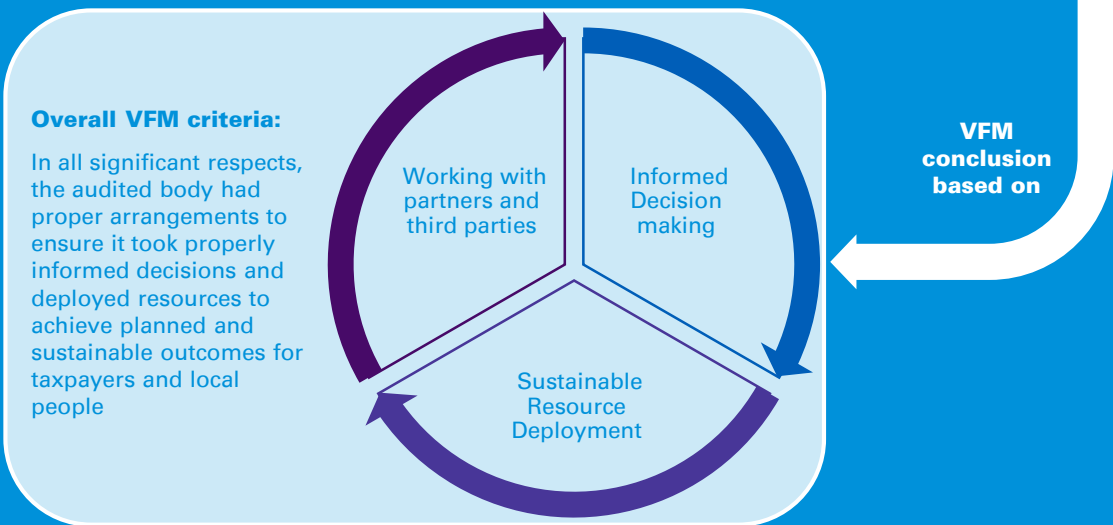 Overall VFM criteria:
In all significant respects,
the audited body had
proper arrangements to
ensure it took properly
informed decisions and
deployed resources to
achieve planned and
sustainable outcomes for
taxpayers and local
people
Working with
partners and
third parties
Informed
Decision
making
Sustainable
Resource
Deployment
VFM
conclusion
based on